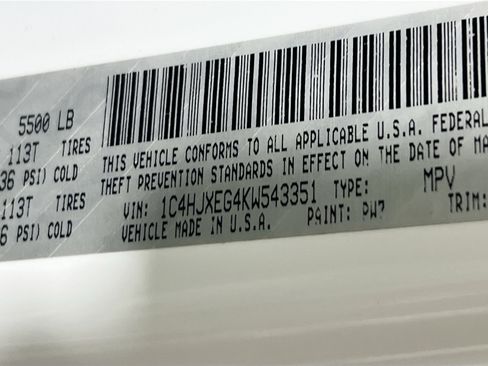 5500 LB
113T TIRES
36 PSI) COLD
113T TIRES
6 PSI) COLD
THIS VEHICLE CONFORMS TO ALL APPLICABLE U.S.A. FEDERAL
THEFT PREVENTION STANDARDS IN EFFECT ON THE DATE OF MA
VIN: 1C4HJXEG4KW543351 TYPE: MPV
VEHICLE MADE IN U.S.A. PAINT: PW7 TRIM: